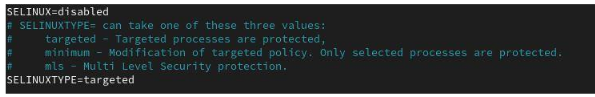 SELINUX=disabled
# SELINUXTYPE= can take one of these three values:
#     targeted - Targeted processes are protected,
#     minimum - Modification of targeted policy. Only selected processes are protected.
#     mls - Multi Level Security protection.
SELINUXTYPE=targeted